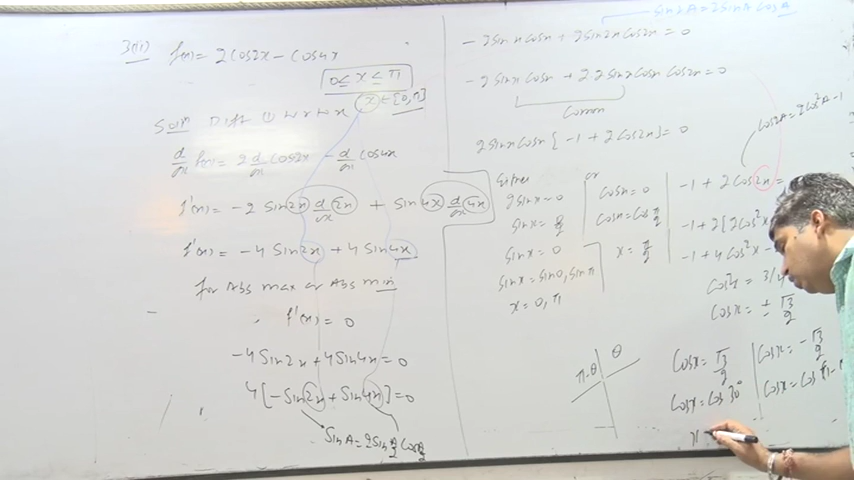 3(ii) f(x) = 2 cos2x - cos4x
0 ≤ x ≤ π
x ∈ [0,π]
Soln Diff ① w r to x
d/dx f(x) = 2 d/dx cos2x - d/dx cos4x
f'(x) = -2 sin2x d/dx 2x + sin 4x d/dx 4x
f'(x) = -4 sin2x + 4 sin4x
for Abs max or Abs min
f'(x) = 0
-4 sin2x + 4 sin4x = 0
4[-sin2x + sin4x] = 0
sinA = 2 sin A/2 cos A/2
sin2A = 2 sinA cosA
-2 sinx cosx + 2 sin2x cos2x = 0
-2 sinx cosx + 2·2 sinx cosx cos2x = 0
Common
cos2A = 2cos²A - 1
2 sinx cosx [-1 + 2 cos2x] = 0
Either
2 sinx = 0
sinx = 0/2
sinx = 0
sinx = sin0, sinπ
x = 0, π
or
cosx = 0
cosx = cos π/2
x = π/2
-1 + 2 cos2x =
-1 + 2[2cos²x
-1 + 4cos²x -
cos²x = 3/4
cosx = ± √3/2
θ
π-θ
cosx = √3/2
cosx = cos 30°
x
cosx = -√3/2
cosx = cos(π -